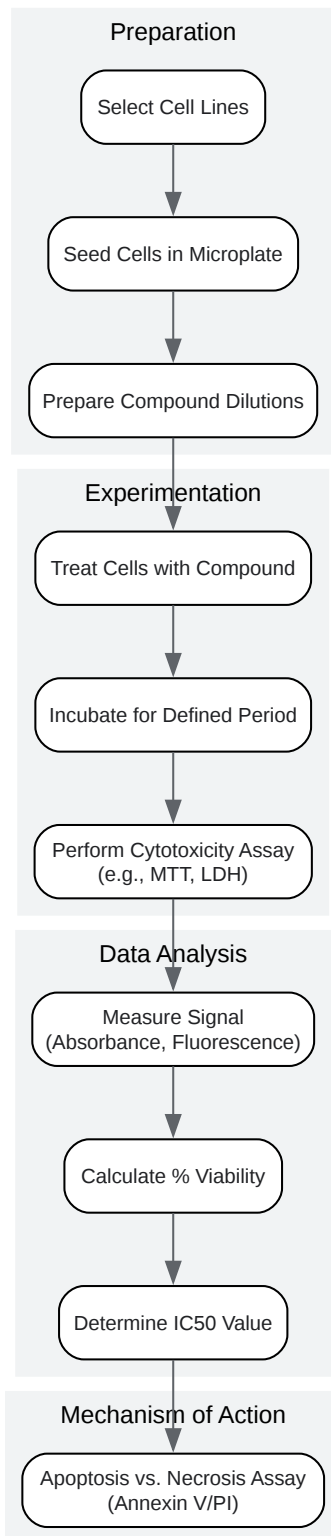 Preparation
Select Cell Lines
Seed Cells in Microplate
Prepare Compound Dilutions
Experimentation
Treat Cells with Compound
Incubate for Defined Period
Perform Cytotoxicity Assay
(e.g., MTT, LDH)
Data Analysis
Measure Signal
(Absorbance, Fluorescence)
Calculate % Viability
Determine IC50 Value
Mechanism of Action
Apoptosis vs. Necrosis Assay
(Annexin V/PI)